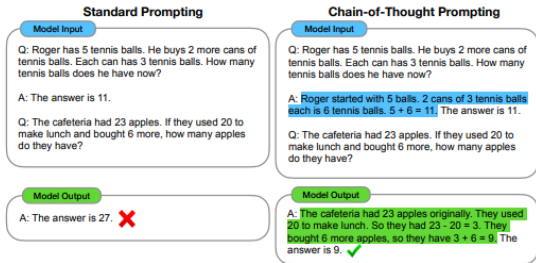 Standard Prompting
Model Input
Q: Roger has 5 tennis balls. He buys 2 more cans of
tennis balls. Each can has 3 tennis balls. How many
tennis balls does he have now?
A: The answer is 11.
Q: The cafeteria had 23 apples. If they used 20 to
make lunch and bought 6 more, how many apples
do they have?
Model Output
A: The answer is 27.
Chain-of-Thought Prompting
Model Input
Q: Roger has 5 tennis balls. He buys 2 more cans of
tennis balls. Each can has 3 tennis balls. How many
tennis balls does he have now?
A: Roger started with 5 balls. 2 cans of 3 tennis balls
each is 6 tennis balls. 5 + 6 = 11. The answer is 11.
Q: The cafeteria had 23 apples. If they used 20 to
make lunch and bought 6 more, how many apples
do they have?
Model Output
A: The cafeteria had 23 apples originally. They used
20 to make lunch. So they had 23 - 20 = 3. They
bought 6 more apples, so they have 3 + 6 = 9. The
answer is 9.